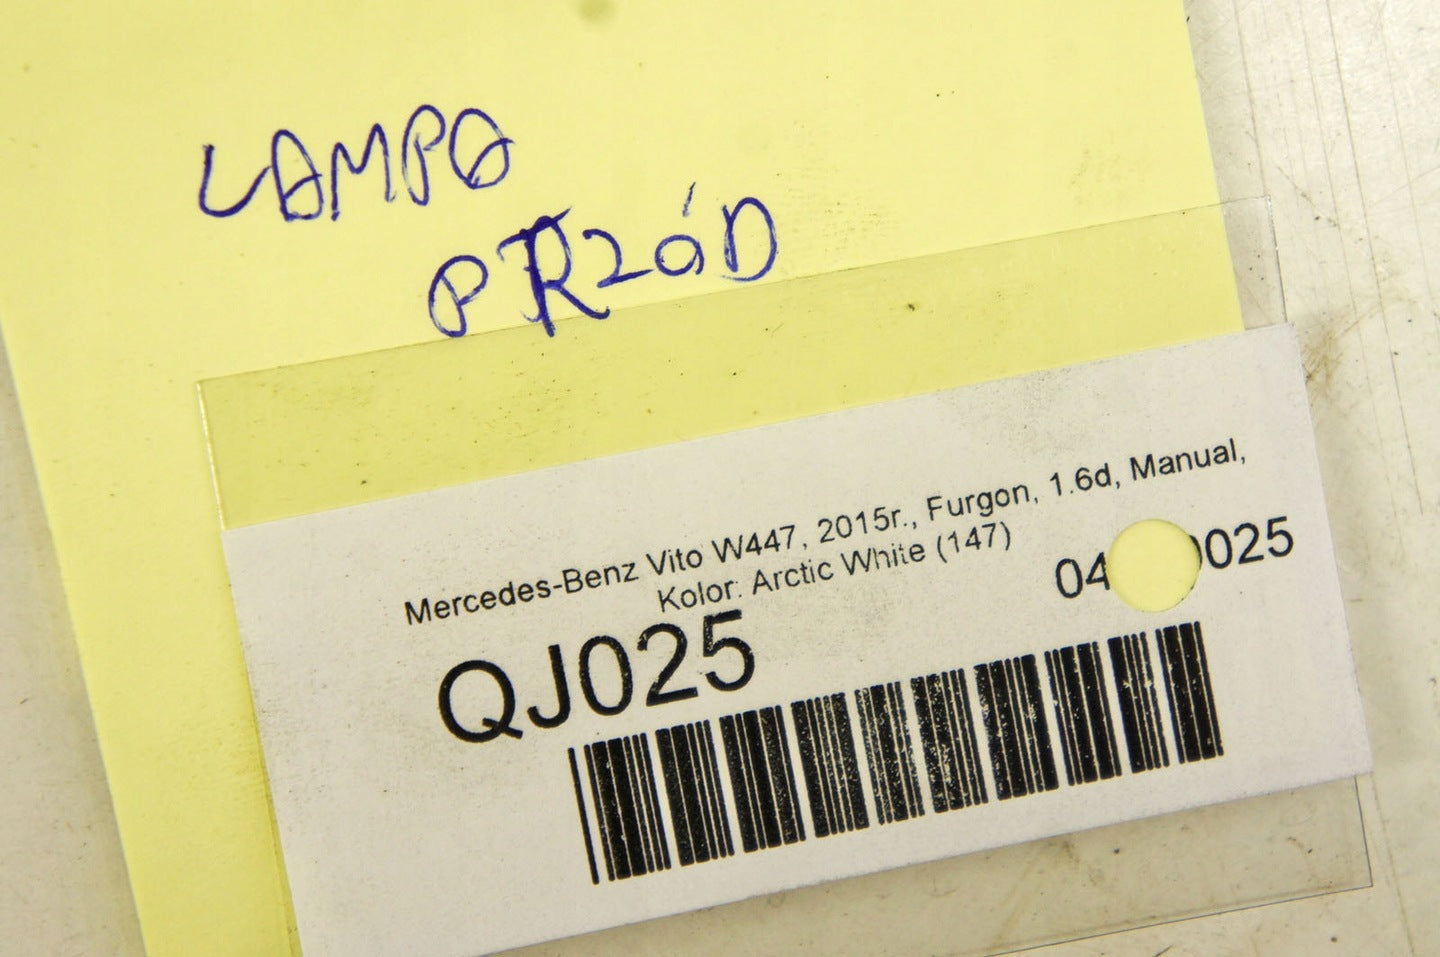 LAMPA
PRZÓD
Mercedes-Benz Vito W447, 2015r., Furgon, 1.6d, Manual,
Kolor: Arctic White (147)
QJ025